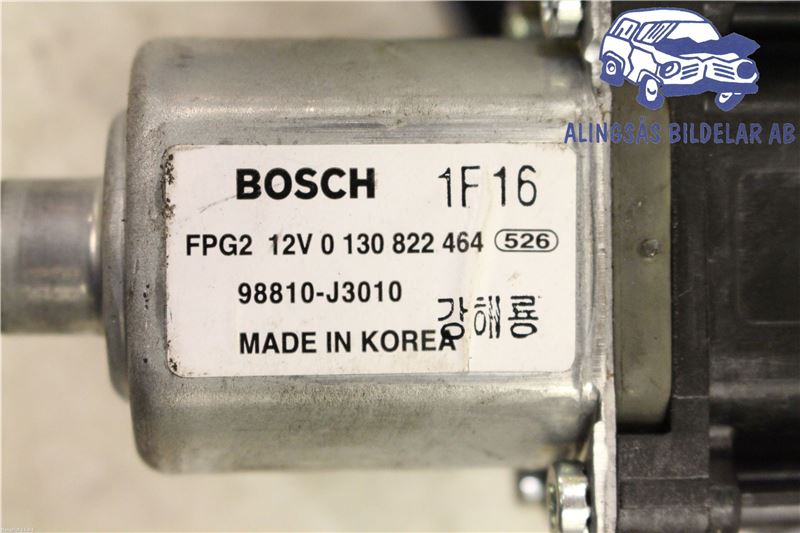 ALINGSÅS BILDELAR AB
BOSCH 1F16
FPG2 12V 0 130 822 464 526
98810-J3010
강해룡
MADE IN KOREA